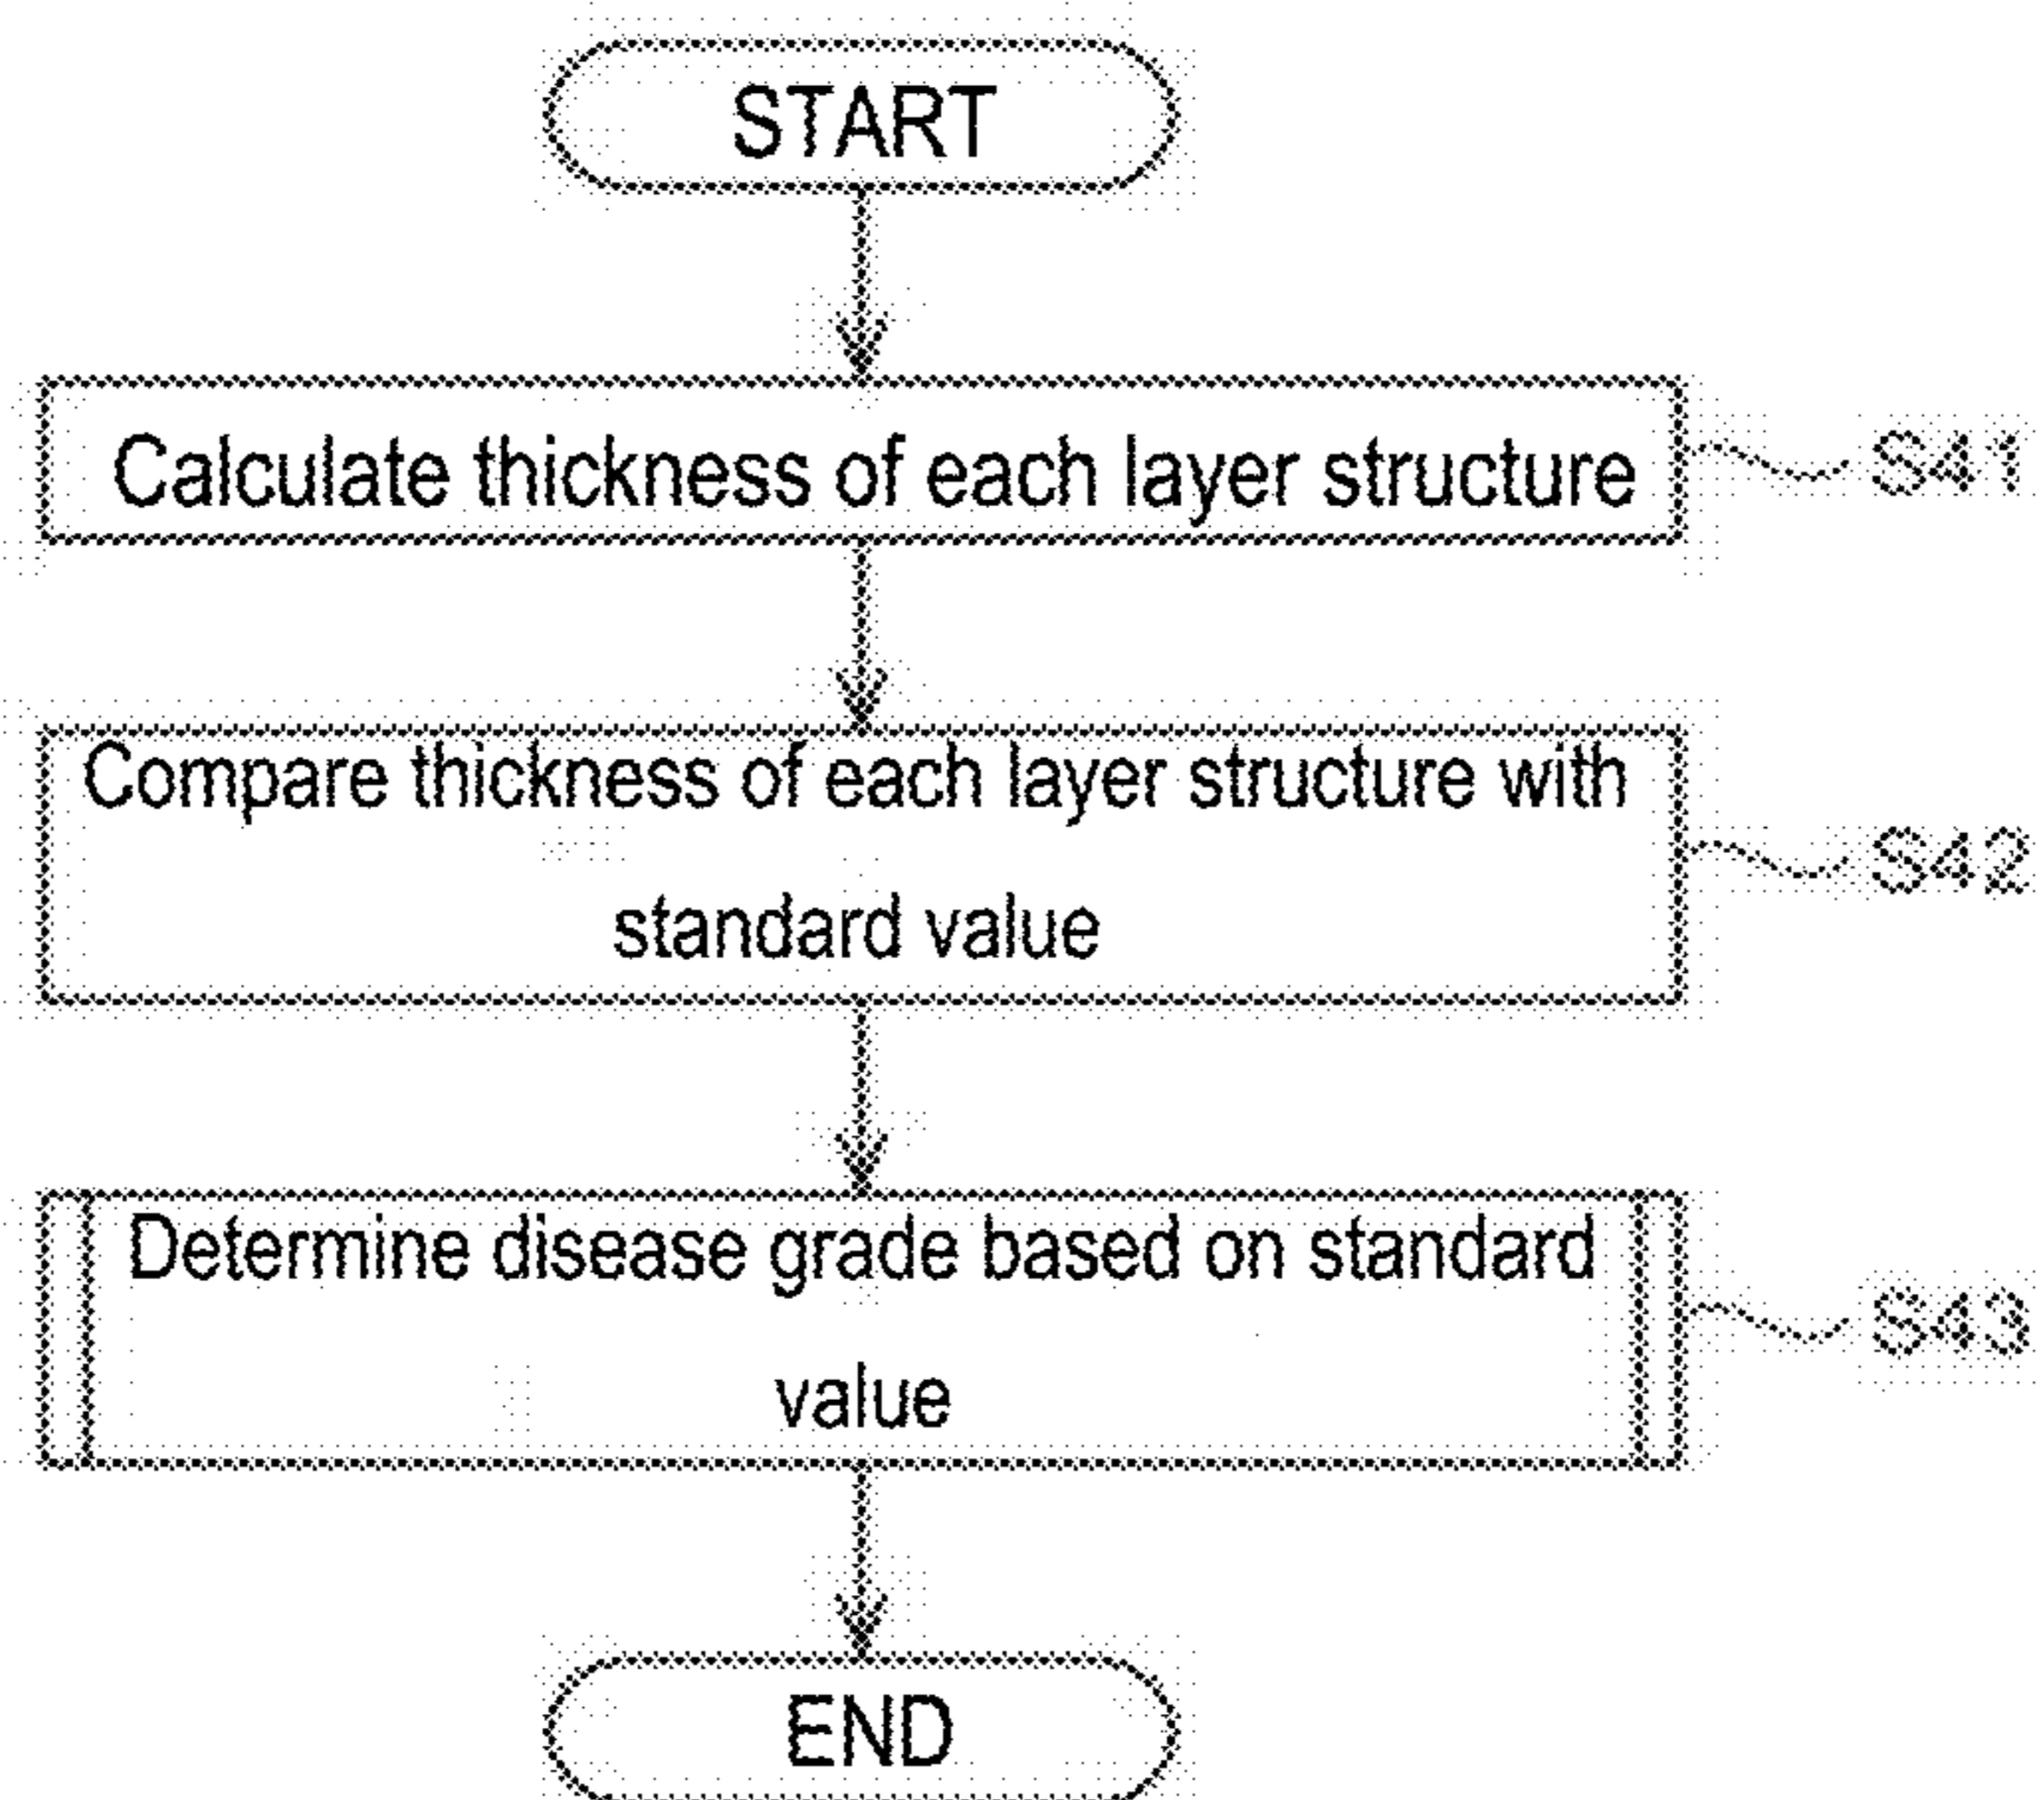 START
Calculate thickness of each layer structure
S41
Compare thickness of each layer structure with
standard value
S42
Determine disease grade based on standard
value
S43
END